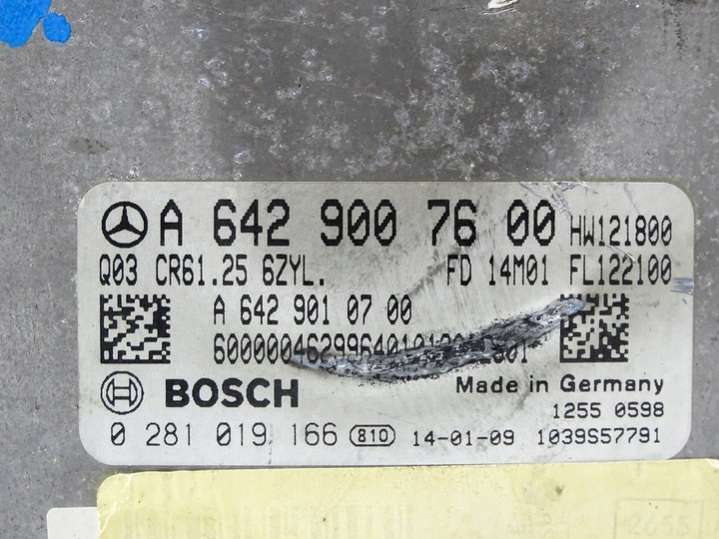 A 642 900 76 00 HW121800
Q03 CR61.25 6ZYL. FD 14M01 FL122100
A 642 901 07 00
BOSCH Made in Germany
1255 0598
0 281 019 166 810 14-01-09 1039S57791